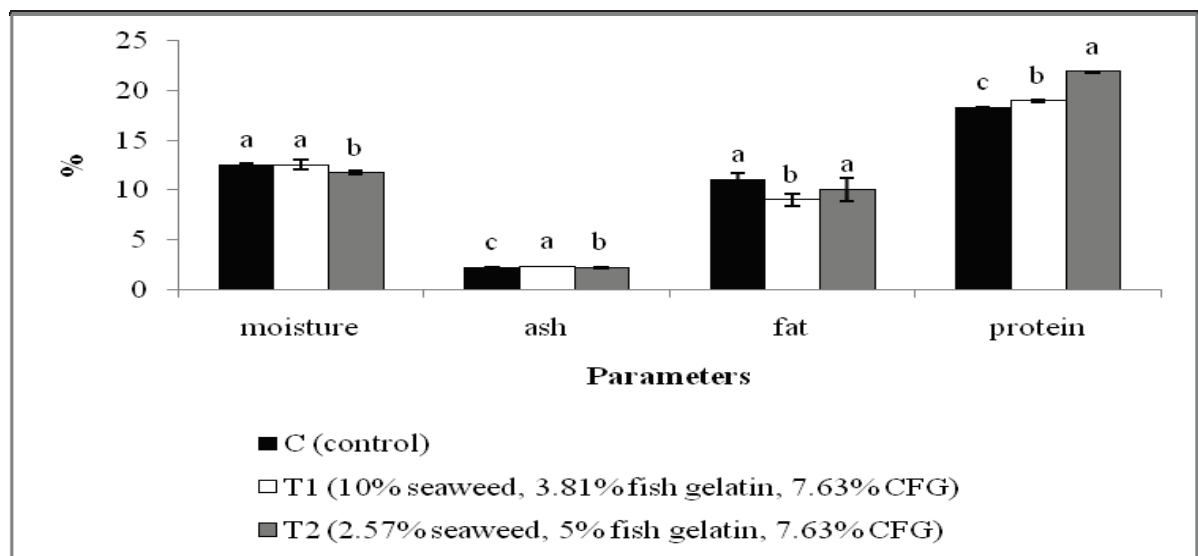 25
20
15
10
5
0
%
a a b
c a b
a b a
c b a
moisture ash fat protein
Parameters
C (control)
T1 (10% seaweed, 3.81% fish gelatin, 7.63% CFG)
T2 (2.57% seaweed, 5% fish gelatin, 7.63% CFG)